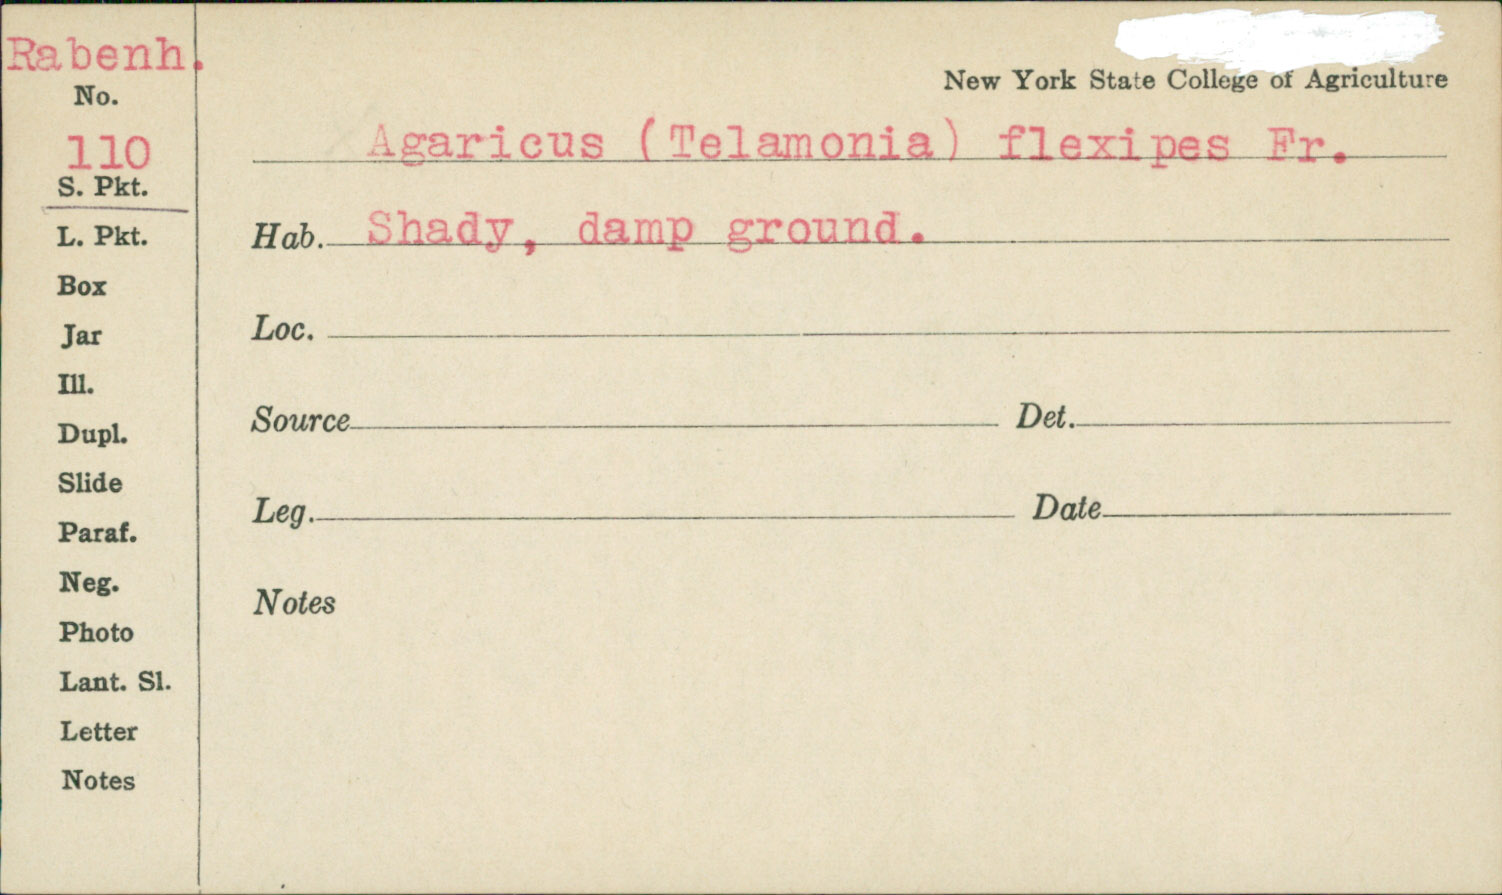 Rabenh.
No.
110
S. Pkt.
L. Pkt.
Box
Jar
Ill.
Dupl.
Slide
Paraf.
Neg.
Photo
Lant. Sl.
Letter
Notes
New York State College of Agriculture
Agaricus (Telamonia) flexipes Fr.
Hab. Shady, damp ground.
Loc.
Source Det.
Leg. Date
Notes